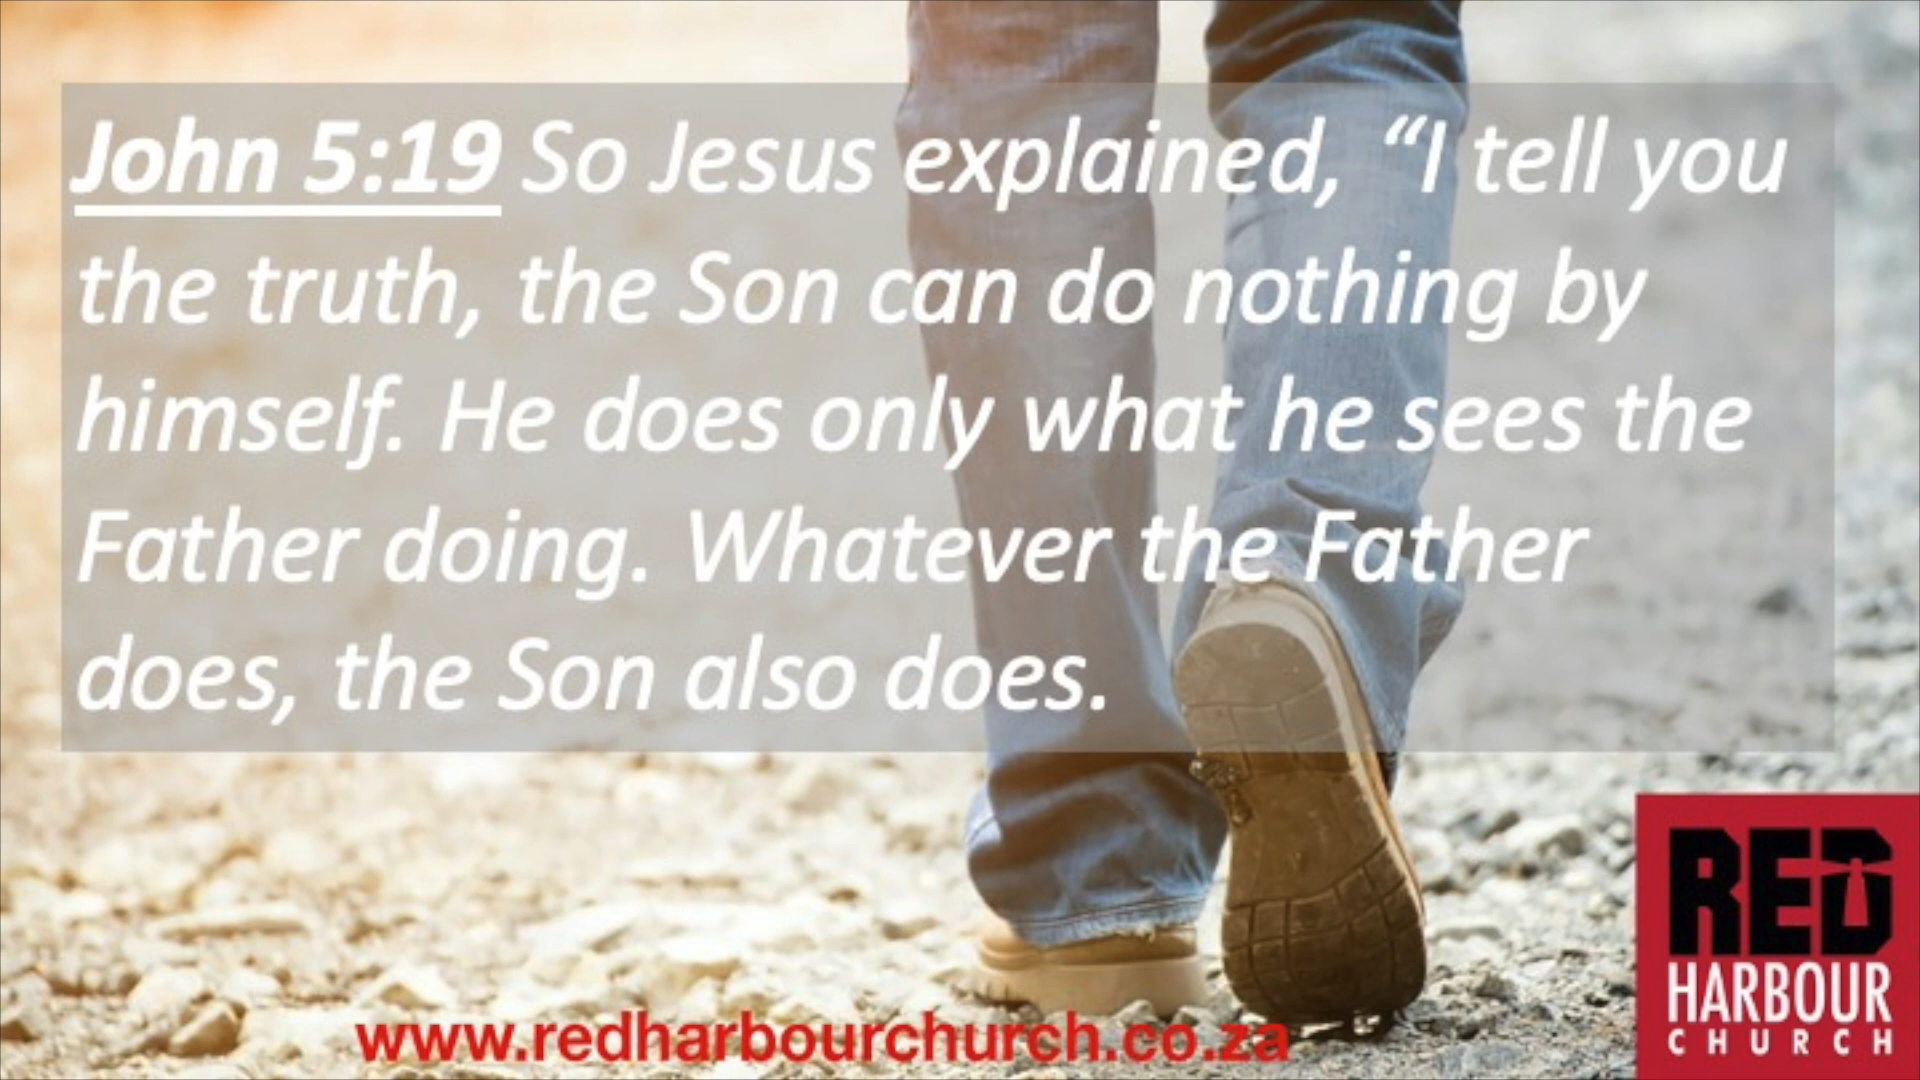 John 5:19 So Jesus explained, “I tell you
the truth, the Son can do nothing by
himself. He does only what he sees the
Father doing. Whatever the Father
does, the Son also does.
RED
HARBOUR
CHURCH
www.redharbourchurch.co.za